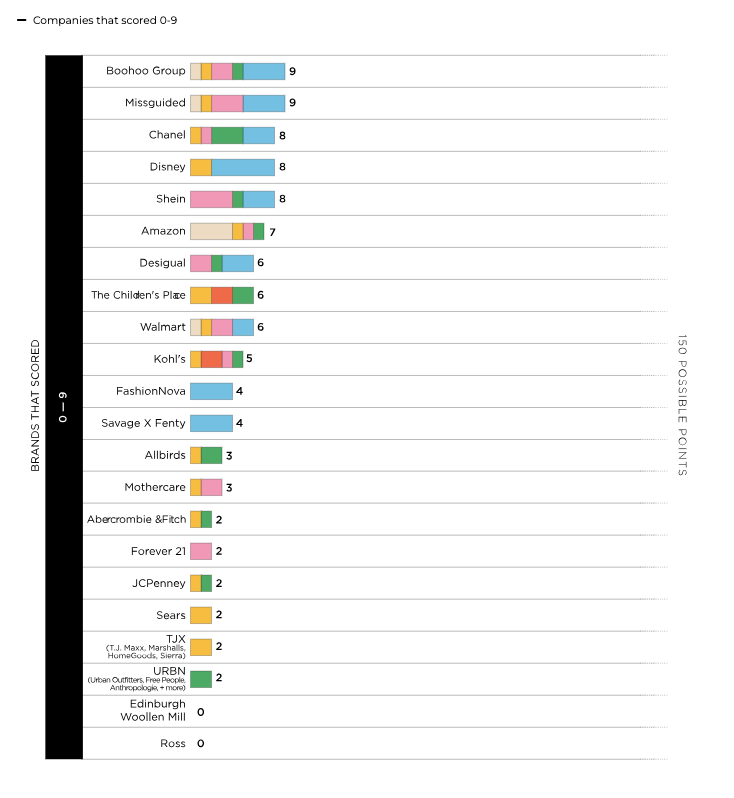 Companies that scored 0-9
BRANDS THAT SCORED
0 — 9
Boohoo Group 9
Missguided 9
Chanel 8
Disney 8
Shein 8
Amazon 7
Desigual 6
The Children's Place 6
Walmart 6
Kohl's 5
FashionNova 4
Savage X Fenty 4
Allbirds 3
Mothercare 3
Abercrombie &Fitch 2
Forever 21 2
JCPenney 2
Sears 2
TJX 2
(T.J. Maxx, Marshalls,
HomeGoods, Sierra)
URBN 2
(Urban Outfitters, Free People,
Anthropologie, + more)
Edinburgh
Woollen Mill 0
Ross 0
150 POSSIBLE POINTS